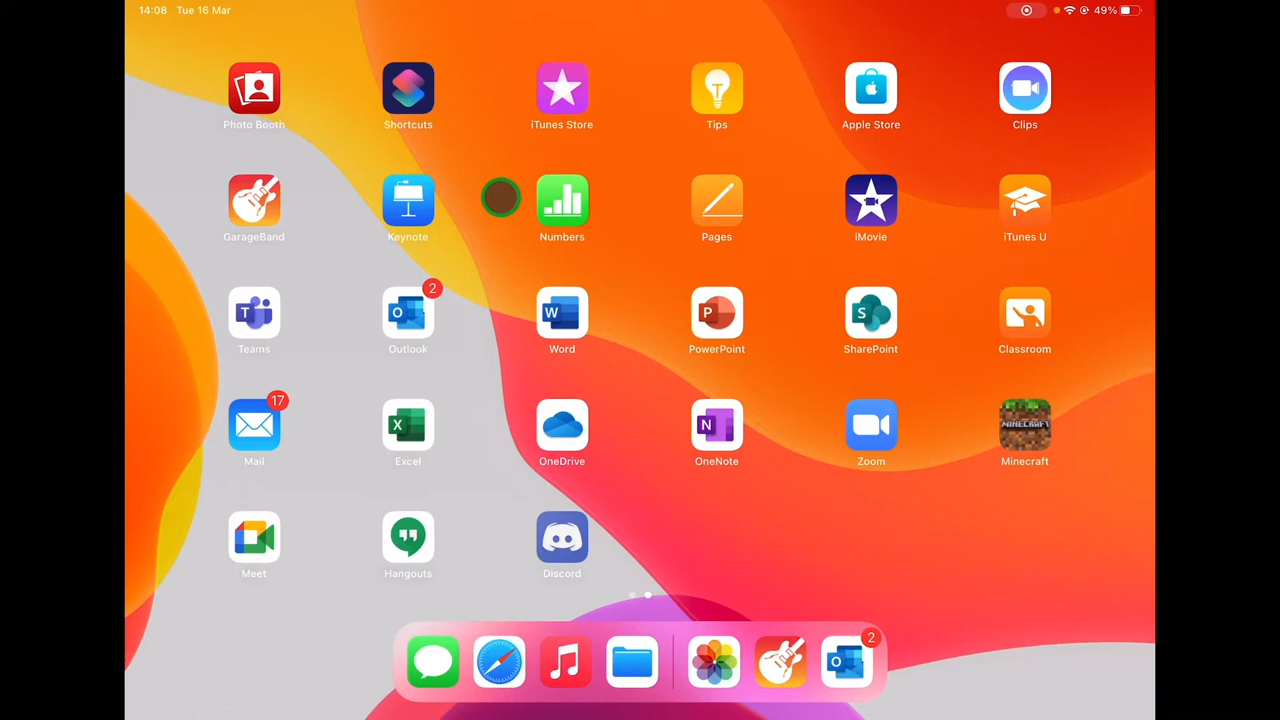 14:08 Tue 16 Mar 49%
Photo Booth Shortcuts iTunes Store Tips Apple Store Clips
GarageBand Keynote Numbers Pages iMovie iTunes U
2
Teams Outlook Word PowerPoint SharePoint Classroom
17
MINECRAFT
Mail Excel OneDrive OneNote Zoom Minecraft
Meet Hangouts Discord
2